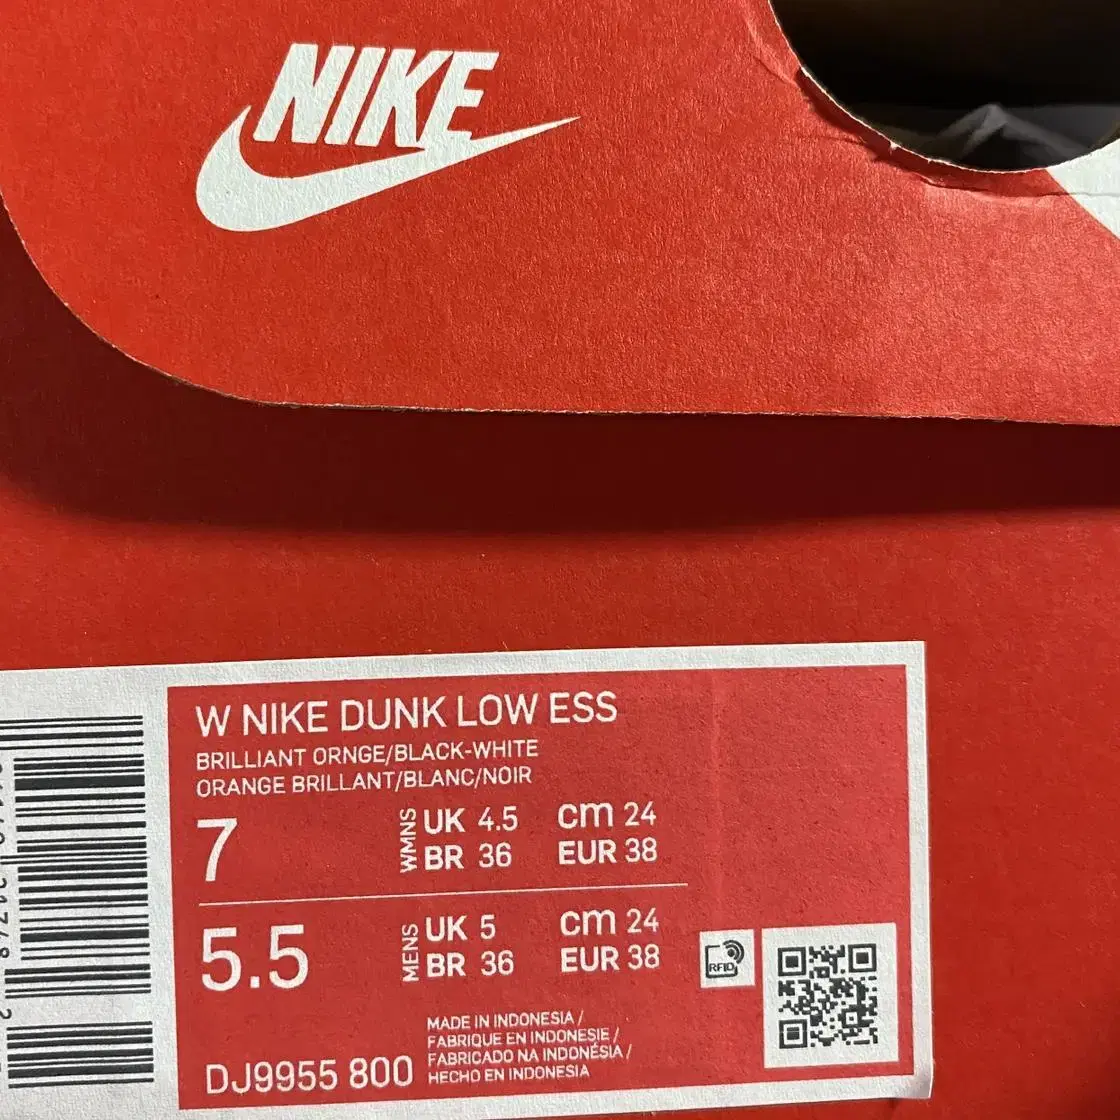 NIKE
W NIKE DUNK LOW ESS
BRILLIANT ORNGE/BLACK-WHITE
ORANGE BRILLANT/BLANC/NOIR
7 WMNS UK 4.5 cm 24
BR 36 EUR 38
5.5 MENS UK 5 cm 24
BR 36 EUR 38
RFID
MADE IN INDONESIA /
FABRIQUE EN INDONESIE /
FABRICADO NA INDONÉSIA /
HECHO EN INDONESIA
DJ9955 800